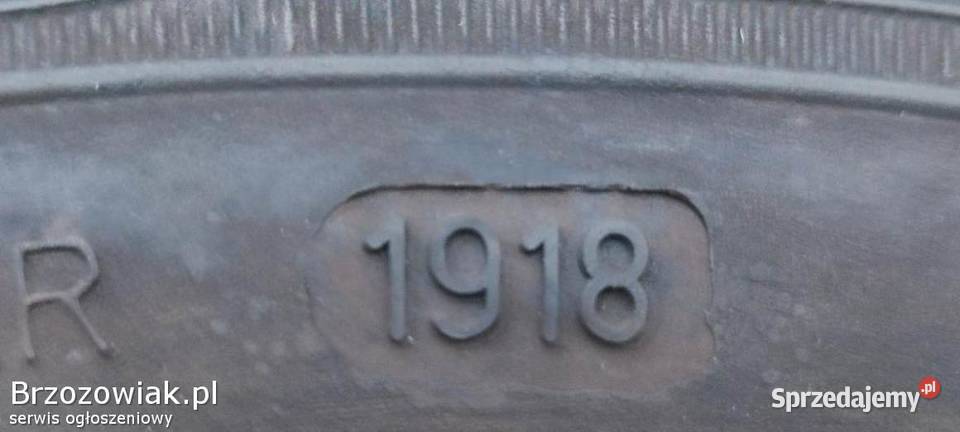 R 1918
Brzozowiak.pl
serwis ogłoszeniowy
Sprzedajemy.pl